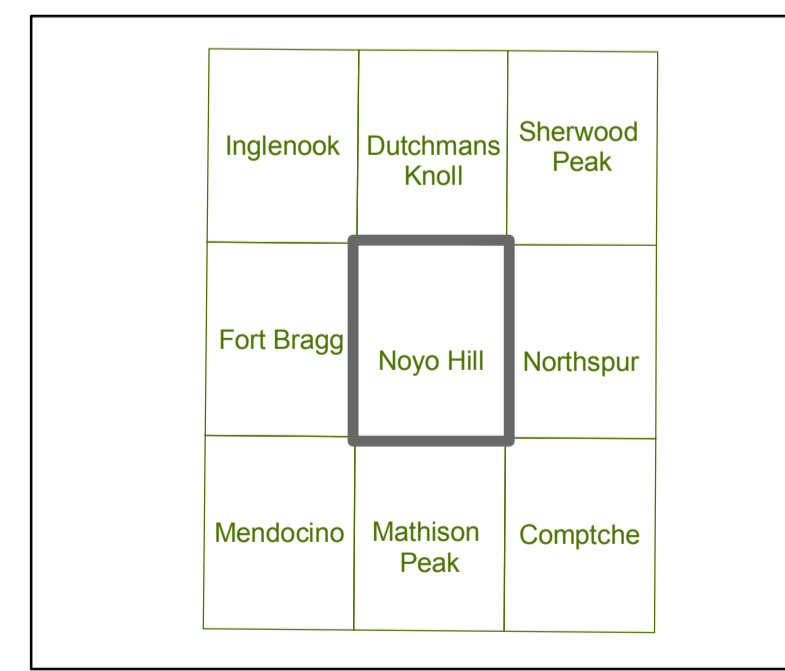 Inglenook
Dutchmans
Knoll
Sherwood
Peak
Fort Bragg
Noyo Hill
Northspur
Mendocino
Mathison
Peak
Comptche